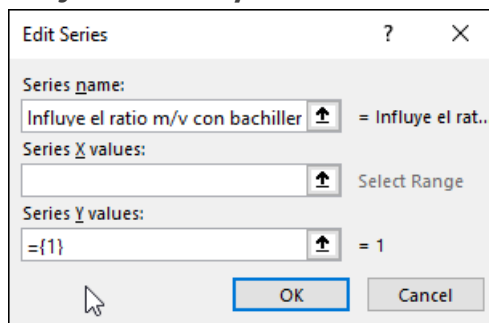 Edit Series ? ×
Series name:
Influye el ratio m/v con bachiller = Influye el rat..
Series X values:
Select Range
Series Y values:
={1} = 1
OK Cancel